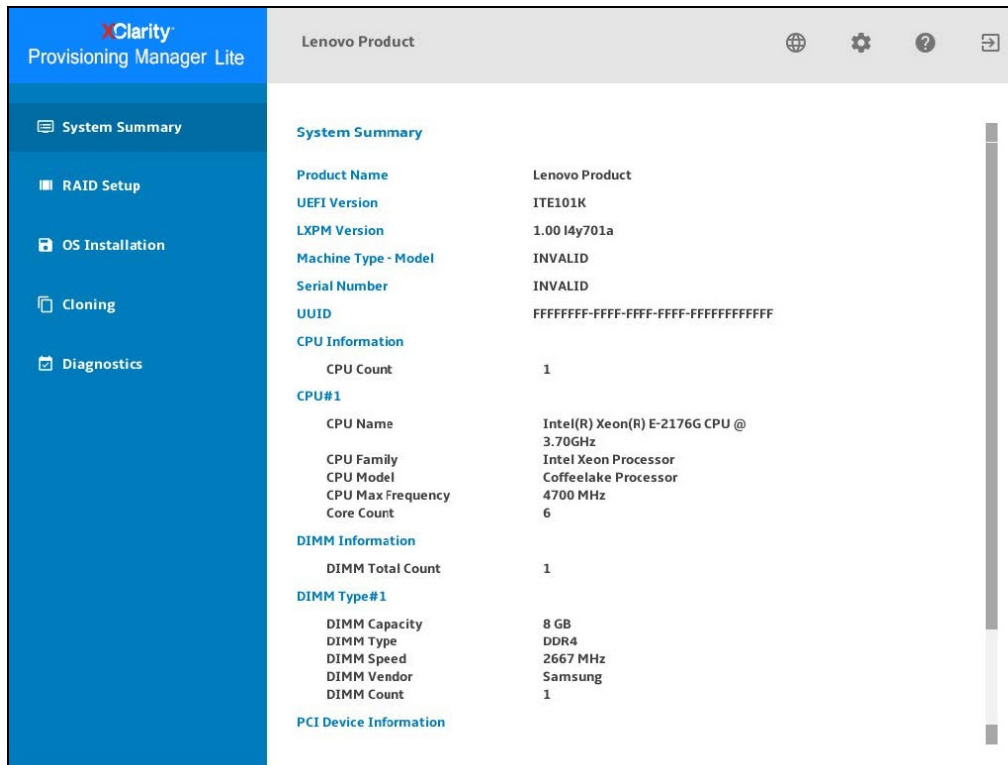 XClarity
Provisioning Manager Lite
Lenovo Product
System Summary
RAID Setup
OS Installation
Cloning
Diagnostics
System Summary
Product Name Lenovo Product
UEFI Version ITE101K
LXPM Version 1.00 l4y701a
Machine Type - Model INVALID
Serial Number INVALID
UUID FFFFFFFF-FFFF-FFFF-FFFF-FFFFFFFFFFFF
CPU Information
CPU Count 1
CPU#1
CPU Name Intel(R) Xeon(R) E-2176G CPU @
3.70GHz
CPU Family Intel Xeon Processor
CPU Model Coffeelake Processor
CPU Max Frequency 4700 MHz
Core Count 6
DIMM Information
DIMM Total Count 1
DIMM Type#1
DIMM Capacity 8 GB
DIMM Type DDR4
DIMM Speed 2667 MHz
DIMM Vendor Samsung
DIMM Count 1
PCI Device Information